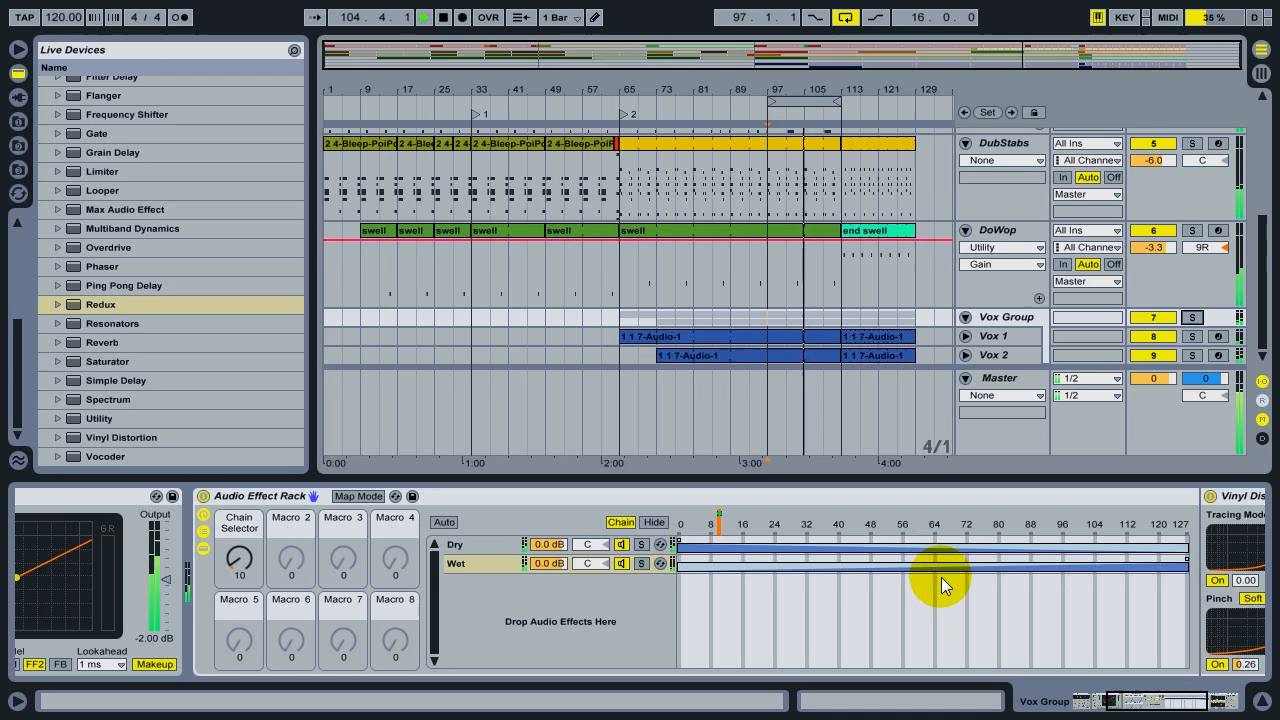 TAP 120.00 4 / 4 104. 4. 1 OVR 1 Bar 97. 1. 1 16. 0. 0 KEY MIDI 35 % D
Live Devices
Name
Filter Delay
Flanger
Frequency Shifter
Gate
Grain Delay
Limiter
Looper
Max Audio Effect
Multiband Dynamics
Overdrive
Phaser
Ping Pong Delay
Redux
Resonators
Reverb
Saturator
Simple Delay
Spectrum
Utility
Vinyl Distortion
Vocoder
1 9 17 25 33 41 49 57 65 73 81 89 97 105 113 121 129
1 2 Set
2 4-Bleep-PoiP 2 4-Blee 2 4- 2 4- 2 4-Bleep-PoiP 2 4-Bleep-PoiP
DubStabs All Ins 5 S
None All Channe -6.0 C
In Auto Off
Master
swell swell swell swell swell swell end swell
DoWop All Ins 6 S
Utility All Channe -3.3 9R
Gain In Auto Off
Master
Vox Group 7 S
1 1 7-Audio-1 1 1 7-Audio-1 Vox 1 8 S
1 1 7-Audio-1 1 1 7-Audio-1 Vox 2 9 S
Master 1/2 0 0
None 1/2 C
4/1
0:00 1:00 2:00 3:00 4:00
I·O
R
M
D
Output
GR
-2.00 dB
Lookahead
FF2 FB 1 ms Makeup
Audio Effect Rack Map Mode
Chain Selector Macro 2 Macro 3 Macro 4
10 0 0 0
Macro 5 Macro 6 Macro 7 Macro 8
0 0 0 0
Auto Chain Hide 0 8 16 24 32 40 48 56 64 72 80 88 96 104 112 120 127
Dry 0.0 dB C S
Wet 0.0 dB C S
Drop Audio Effects Here
Vinyl Dis
Tracing Mode
On 0.00
Pinch Soft
On 0.26
Vox Group